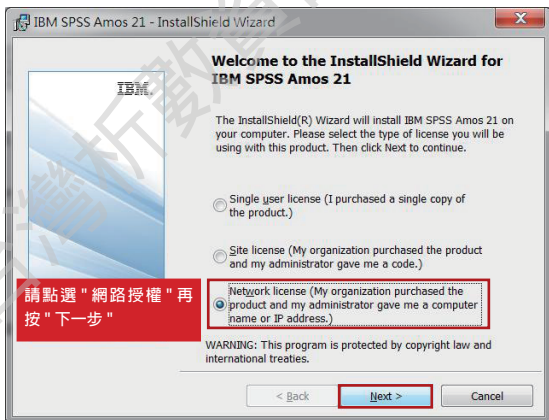 IBM SPSS Amos 21 - InstallShield Wizard
Welcome to the InstallShield Wizard for
IBM SPSS Amos 21
IBM.
The InstallShield(R) Wizard will install IBM SPSS Amos 21 on
your computer. Please select the type of license you will be
using with this product. Then click Next to continue.
Single user license (I purchased a single copy of
the product.)
Site license (My organization purchased the product
and my administrator gave me a code.)
Network license (My organization purchased the
product and my administrator gave me a computer
name or IP address.)
請點選"網路授權"再
按"下一步"
WARNING: This program is protected by copyright law and
international treaties.
< Back
Next >
Cancel